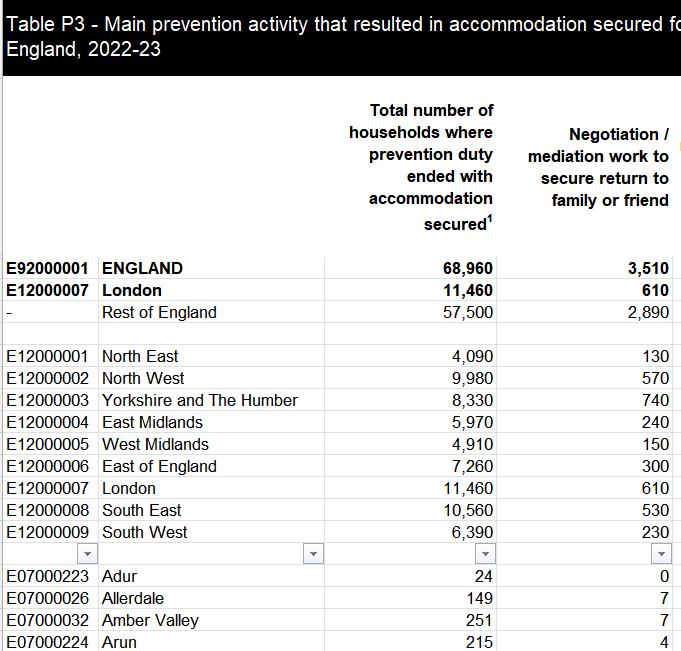 Table P3 - Main prevention activity that resulted in accommodation secured
England, 2022-23
Total number of
households where
prevention duty
ended with
accommodation
secured1
Negotiation /
mediation work to
secure return to
family or friend
E92000001 ENGLAND 68,960 3,510
E12000007 London 11,460 610
- Rest of England 57,500 2,890
E12000001 North East 4,090 130
E12000002 North West 9,980 570
E12000003 Yorkshire and The Humber 8,330 740
E12000004 East Midlands 5,970 240
E12000005 West Midlands 4,910 150
E12000006 East of England 7,260 300
E12000007 London 11,460 610
E12000008 South East 10,560 530
E12000009 South West 6,390 230
E07000223 Adur 24 0
E07000026 Allerdale 149 7
E07000032 Amber Valley 251 7
E07000224 Arun 215 4